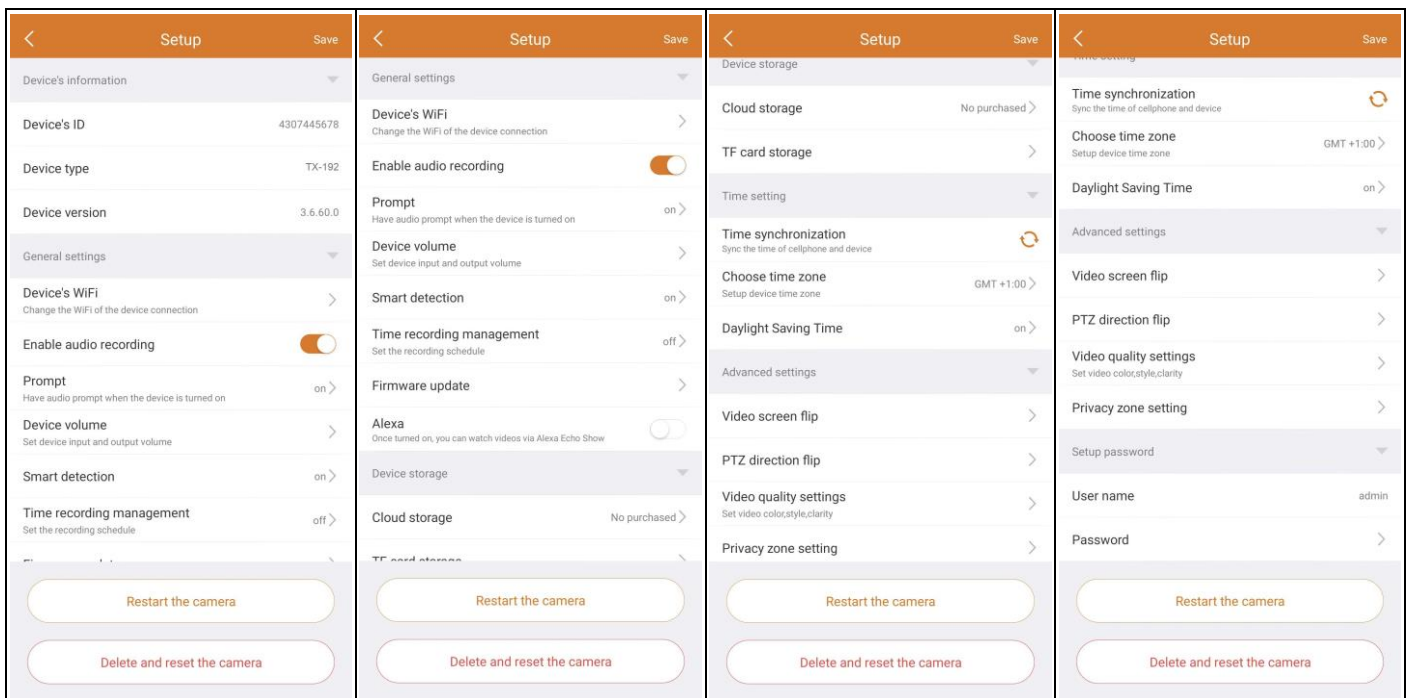 Setup
Save
Device's information
Device's ID
4307445678
Device type
TX-192
Device version
3.6.60.0
General settings
Device's WiFi
Change the WiFi of the device connection
Enable audio recording
Prompt
on
Have audio prompt when the device is turned on
Device volume
Set device input and output volume
Smart detection
on
Time recording management
off
Set the recording schedule
Restart the camera
Delete and reset the camera
Setup
Save
General settings
Device's WiFi
Change the WiFi of the device connection
Enable audio recording
Prompt
on
Have audio prompt when the device is turned on
Device volume
Set device input and output volume
Smart detection
on
Time recording management
off
Set the recording schedule
Firmware update
Alexa
Once turned on, you can watch videos via Alexa Echo Show
Device storage
Cloud storage
No purchased
TF card storage
Restart the camera
Delete and reset the camera
Setup
Save
Device storage
Cloud storage
No purchased
TF card storage
Time setting
Time synchronization
Sync the time of cellphone and device
Choose time zone
GMT +1:00
Setup device time zone
Daylight Saving Time
on
Advanced settings
Video screen flip
PTZ direction flip
Video quality settings
Set video color,style,clarity
Privacy zone setting
Restart the camera
Delete and reset the camera
Setup
Save
Time setting
Time synchronization
Sync the time of cellphone and device
Choose time zone
GMT +1:00
Setup device time zone
Daylight Saving Time
on
Advanced settings
Video screen flip
PTZ direction flip
Video quality settings
Set video color,style,clarity
Privacy zone setting
Setup password
User name
admin
Password
Restart the camera
Delete and reset the camera